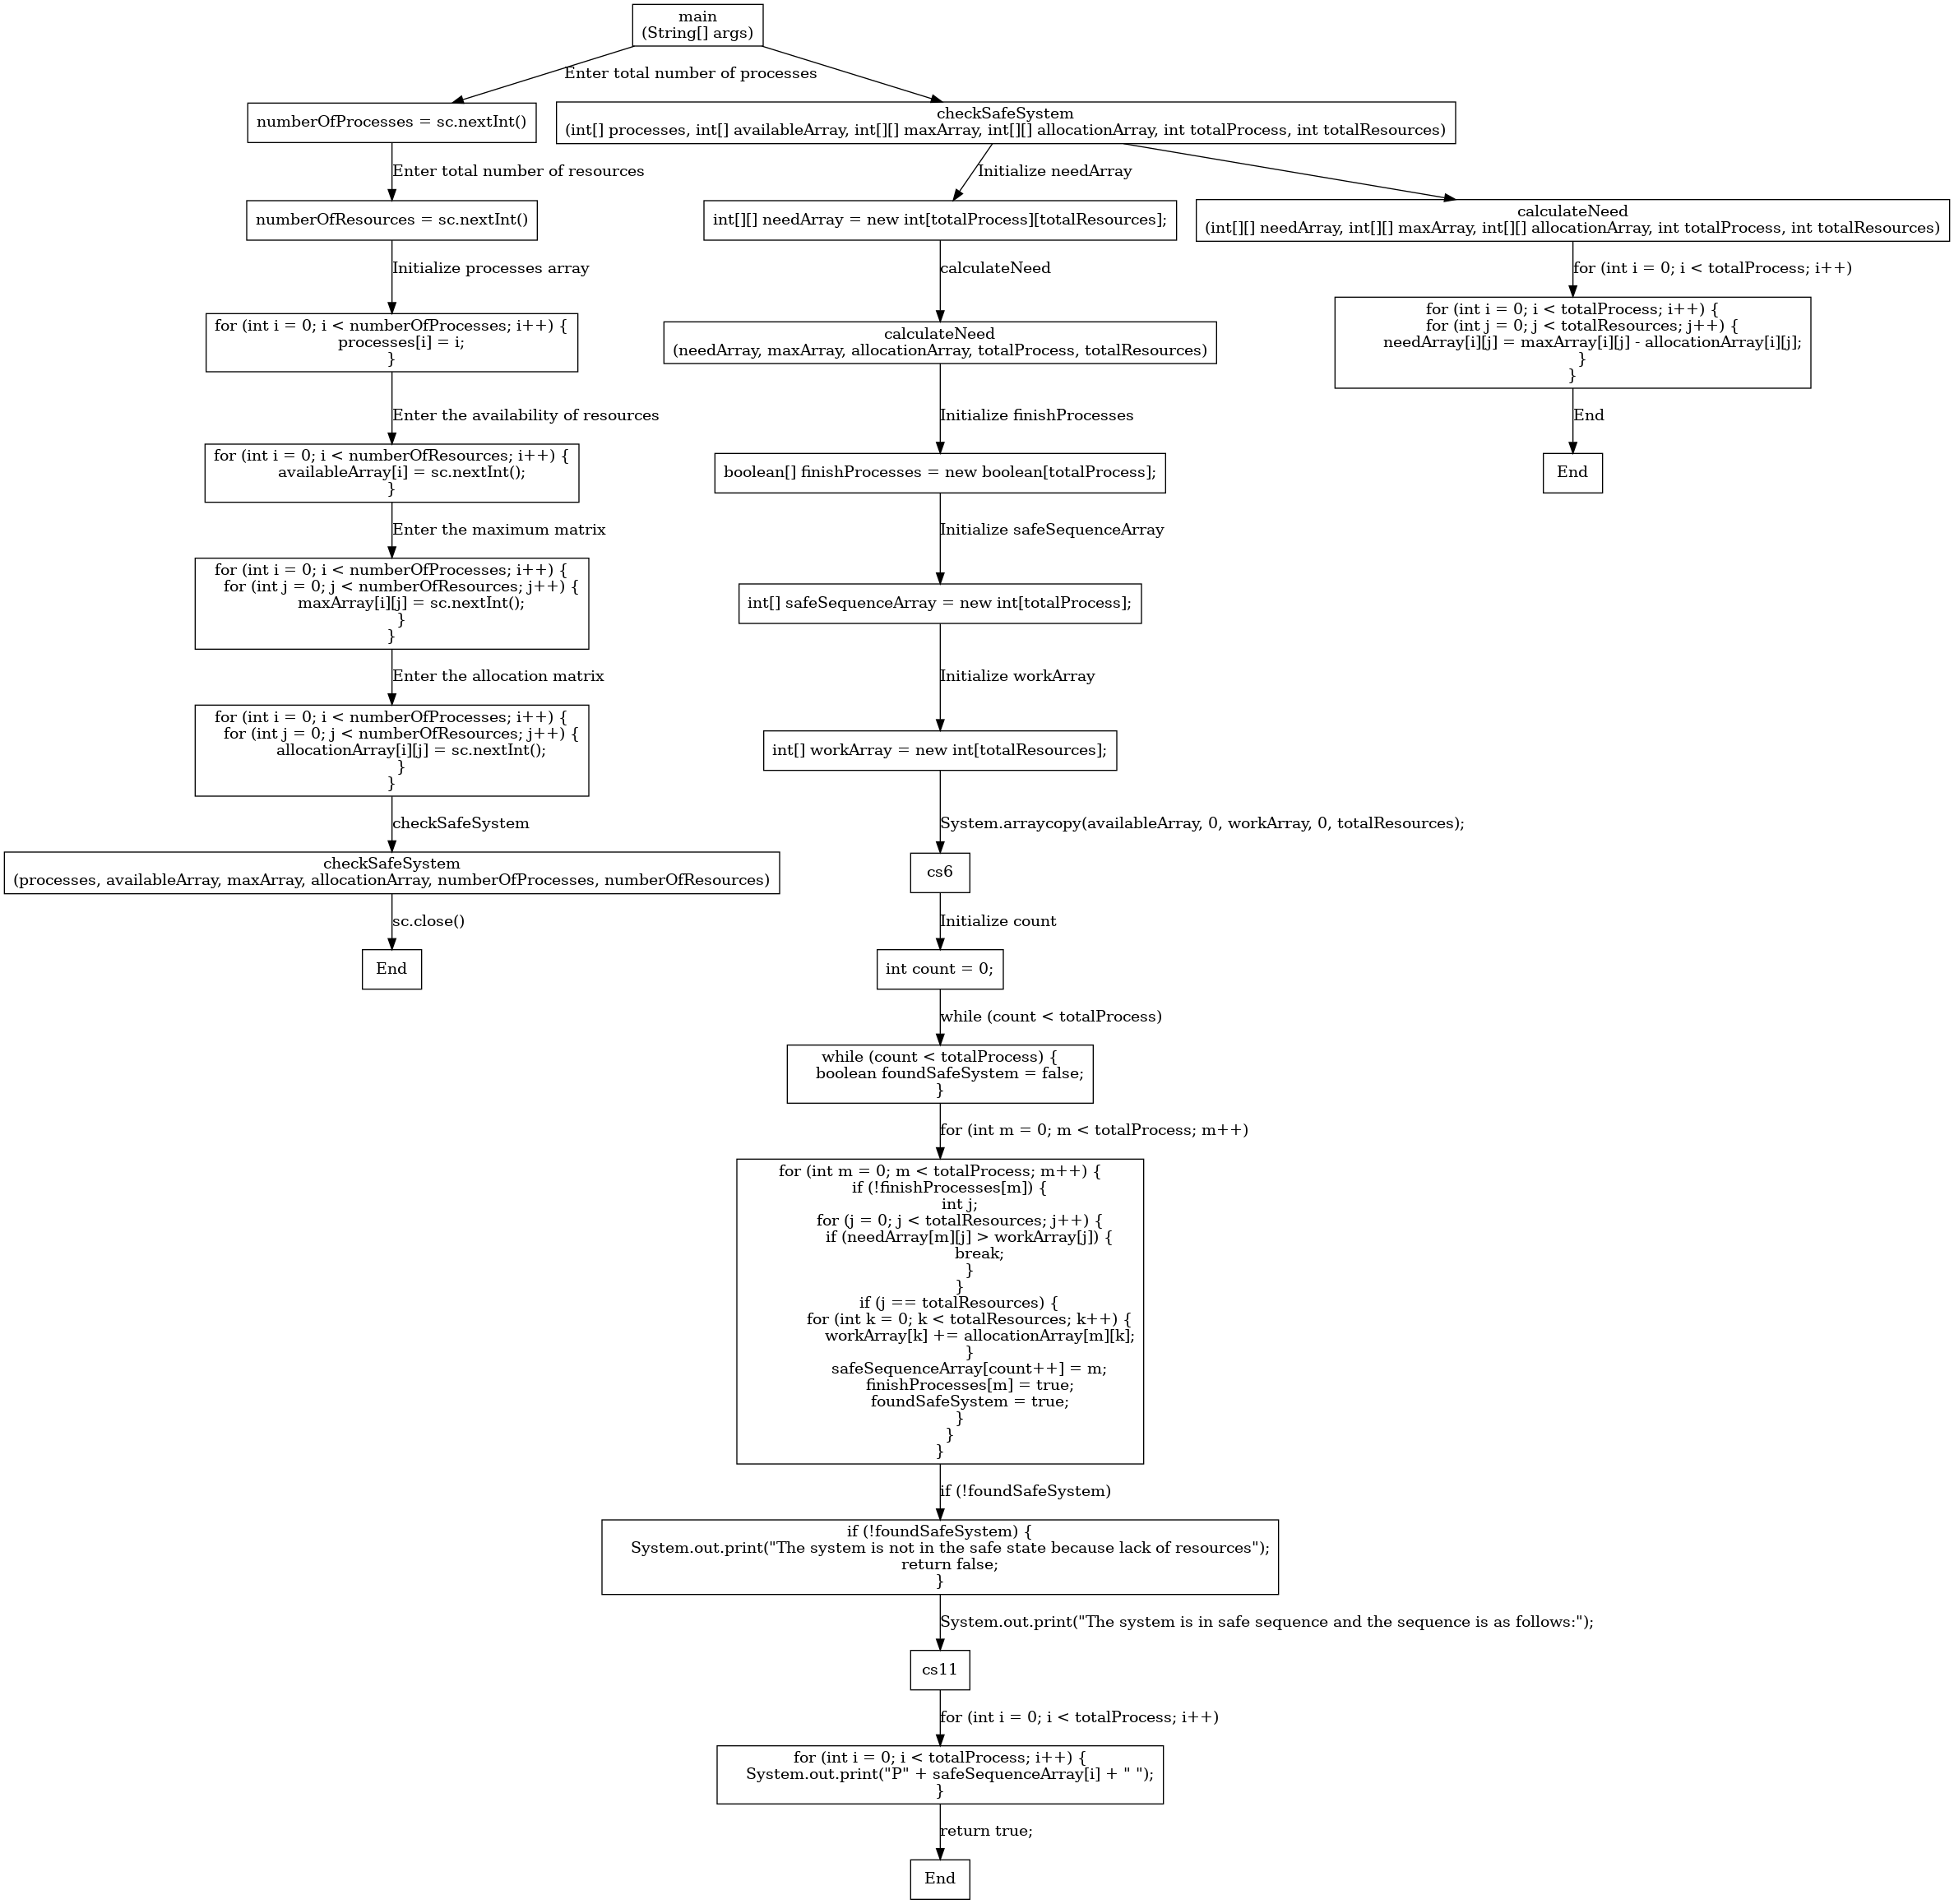 main
(String[] args)
Enter total number of processes
numberOfProcesses = sc.nextInt()
Enter total number of resources
numberOfResources = sc.nextInt()
Initialize processes array
for (int i = 0; i < numberOfProcesses; i++) {
processes[i] = i;
}
Enter the availability of resources
for (int i = 0; i < numberOfResources; i++) {
availableArray[i] = sc.nextInt();
}
Enter the maximum matrix
for (int i = 0; i < numberOfProcesses; i++) {
for (int j = 0; j < numberOfResources; j++) {
maxArray[i][j] = sc.nextInt();
}
}
Enter the allocation matrix
for (int i = 0; i < numberOfProcesses; i++) {
for (int j = 0; j < numberOfResources; j++) {
allocationArray[i][j] = sc.nextInt();
}
}
checkSafeSystem
checkSafeSystem
(processes, availableArray, maxArray, allocationArray, numberOfProcesses, numberOfResources)
sc.close()
End
checkSafeSystem
(int[] processes, int[] availableArray, int[][] maxArray, int[][] allocationArray, int totalProcess, int totalResources)
Initialize needArray
int[][] needArray = new int[totalProcess][totalResources];
calculateNeed
calculateNeed
(needArray, maxArray, allocationArray, totalProcess, totalResources)
Initialize finishProcesses
boolean[] finishProcesses = new boolean[totalProcess];
Initialize safeSequenceArray
int[] safeSequenceArray = new int[totalProcess];
Initialize workArray
int[] workArray = new int[totalResources];
System.arraycopy(availableArray, 0, workArray, 0, totalResources);
cs6
Initialize count
int count = 0;
while (count < totalProcess)
while (count < totalProcess) {
boolean foundSafeSystem = false;
}
for (int m = 0; m < totalProcess; m++)
for (int m = 0; m < totalProcess; m++) {
if (!finishProcesses[m]) {
int j;
for (j = 0; j < totalResources; j++) {
if (needArray[m][j] > workArray[j]) {
break;
}
}
if (j == totalResources) {
for (int k = 0; k < totalResources; k++) {
workArray[k] += allocationArray[m][k];
}
safeSequenceArray[count++] = m;
finishProcesses[m] = true;
foundSafeSystem = true;
}
}
}
if (!foundSafeSystem)
if (!foundSafeSystem) {
System.out.print("The system is not in the safe state because lack of resources");
return false;
}
System.out.print("The system is in safe sequence and the sequence is as follows:");
cs11
for (int i = 0; i < totalProcess; i++)
for (int i = 0; i < totalProcess; i++) {
System.out.print("P" + safeSequenceArray[i] + " ");
}
return true;
End
calculateNeed
(int[][] needArray, int[][] maxArray, int[][] allocationArray, int totalProcess, int totalResources)
for (int i = 0; i < totalProcess; i++)
for (int i = 0; i < totalProcess; i++) {
for (int j = 0; j < totalResources; j++) {
needArray[i][j] = maxArray[i][j] - allocationArray[i][j];
}
}
End
End